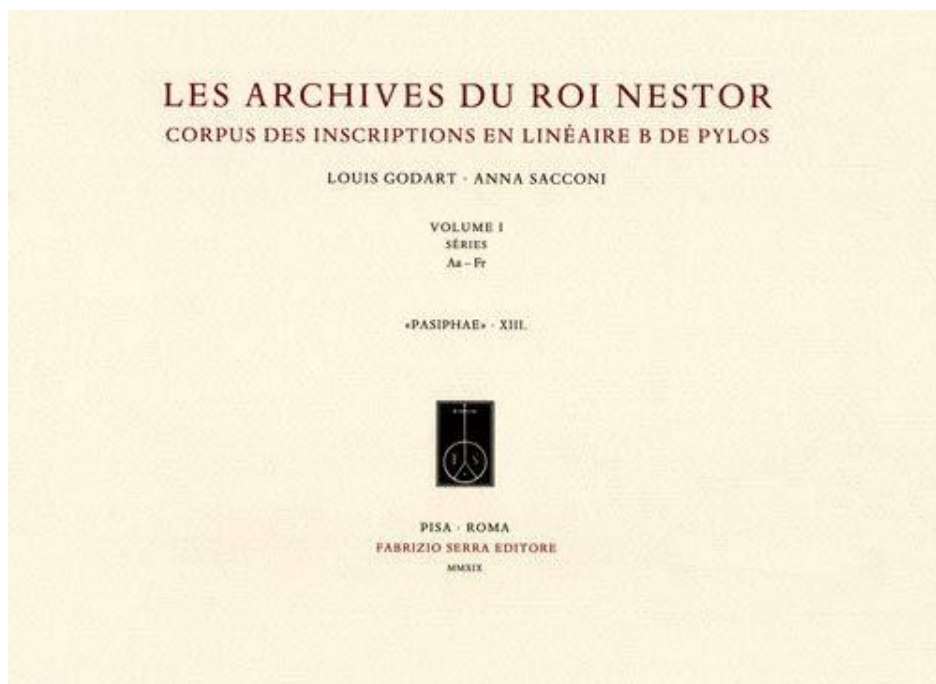 LES ARCHIVES DU ROI NESTOR
CORPUS DES INSCRIPTIONS EN LINÉAIRE B DE PYLOS
LOUIS GODART · ANNA SACCONI
VOLUME I
SÉRIES
Aa – Fr
«PASIPHAE» · XIII.
PISA · ROMA
FABRIZIO SERRA EDITORE
MMXIX